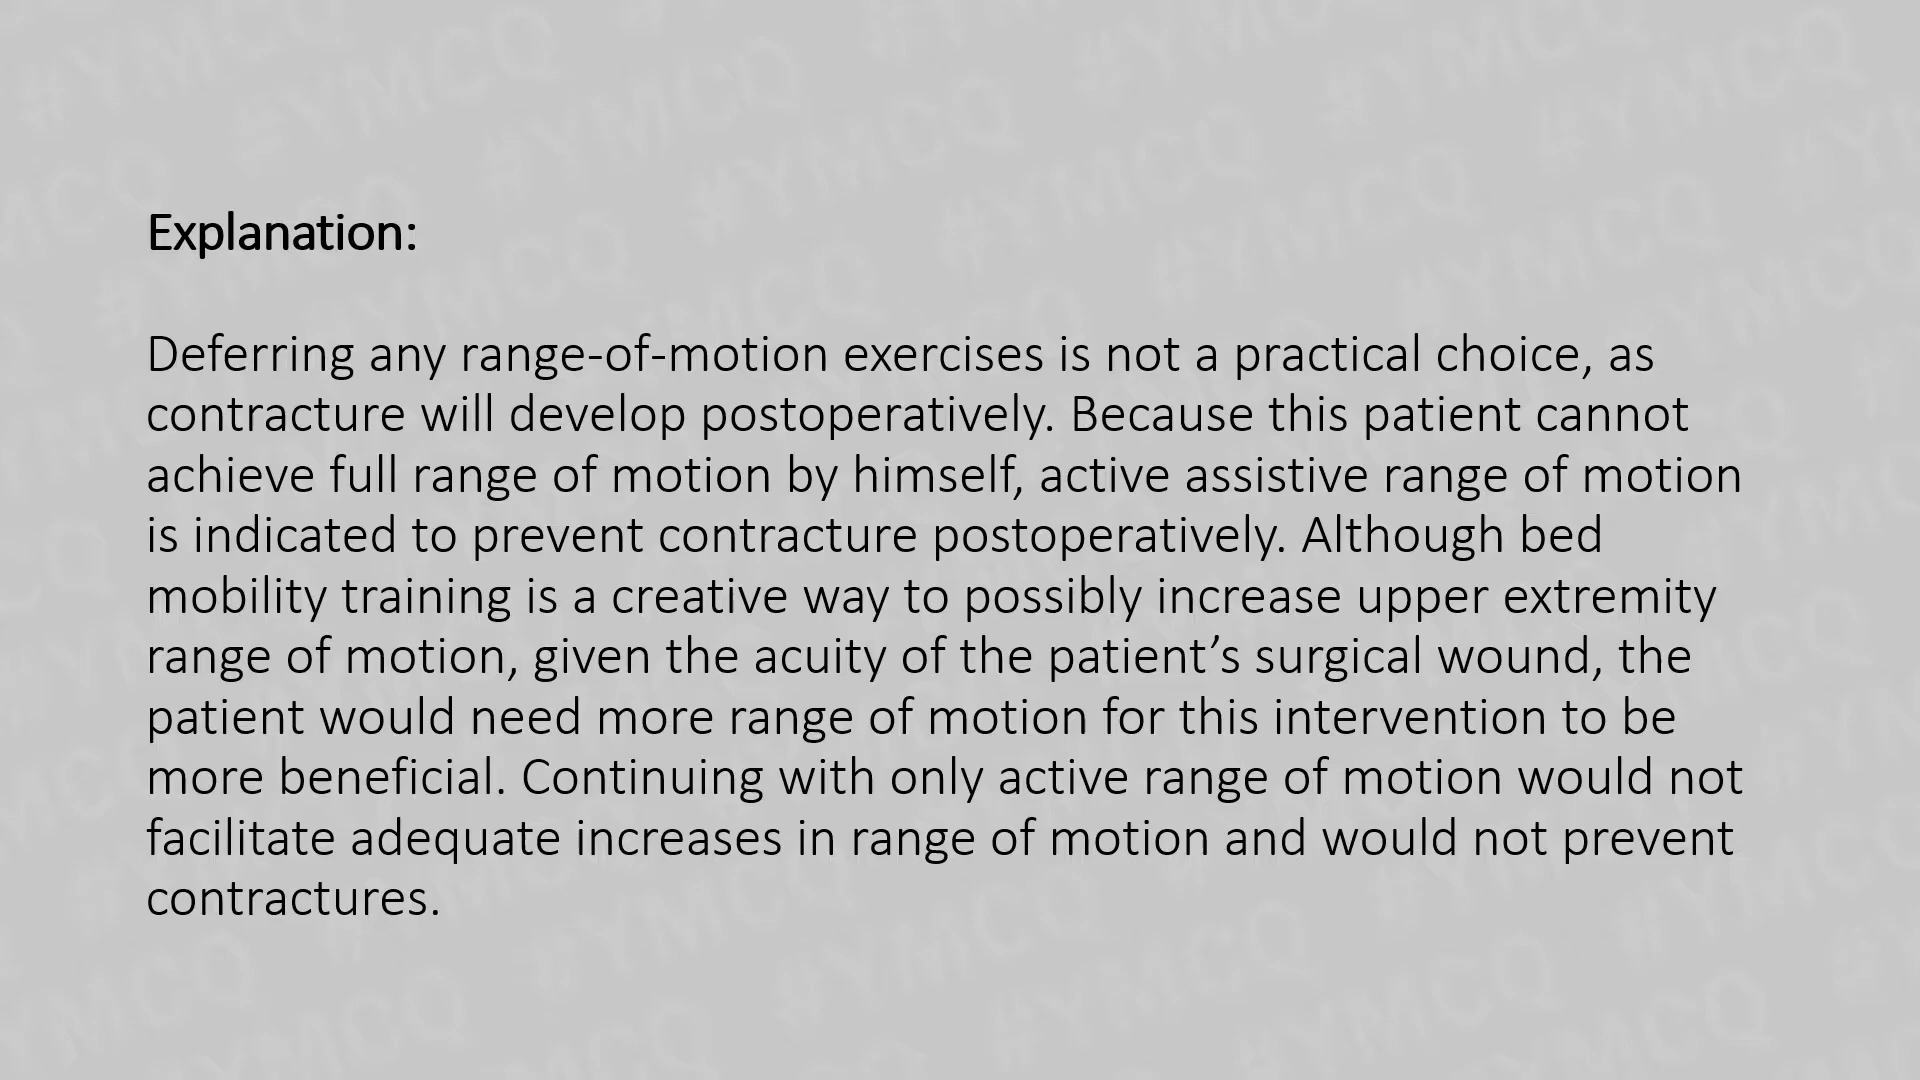 Explanation:
Deferring any range-of-motion exercises is not a practical choice, as
contracture will develop postoperatively. Because this patient cannot
achieve full range of motion by himself, active assistive range of motion
is indicated to prevent contracture postoperatively. Although bed
mobility training is a creative way to possibly increase upper extremity
range of motion, given the acuity of the patient’s surgical wound, the
patient would need more range of motion for this intervention to be
more beneficial. Continuing with only active range of motion would not
facilitate adequate increases in range of motion and would not prevent
contractures.
#YMCQ